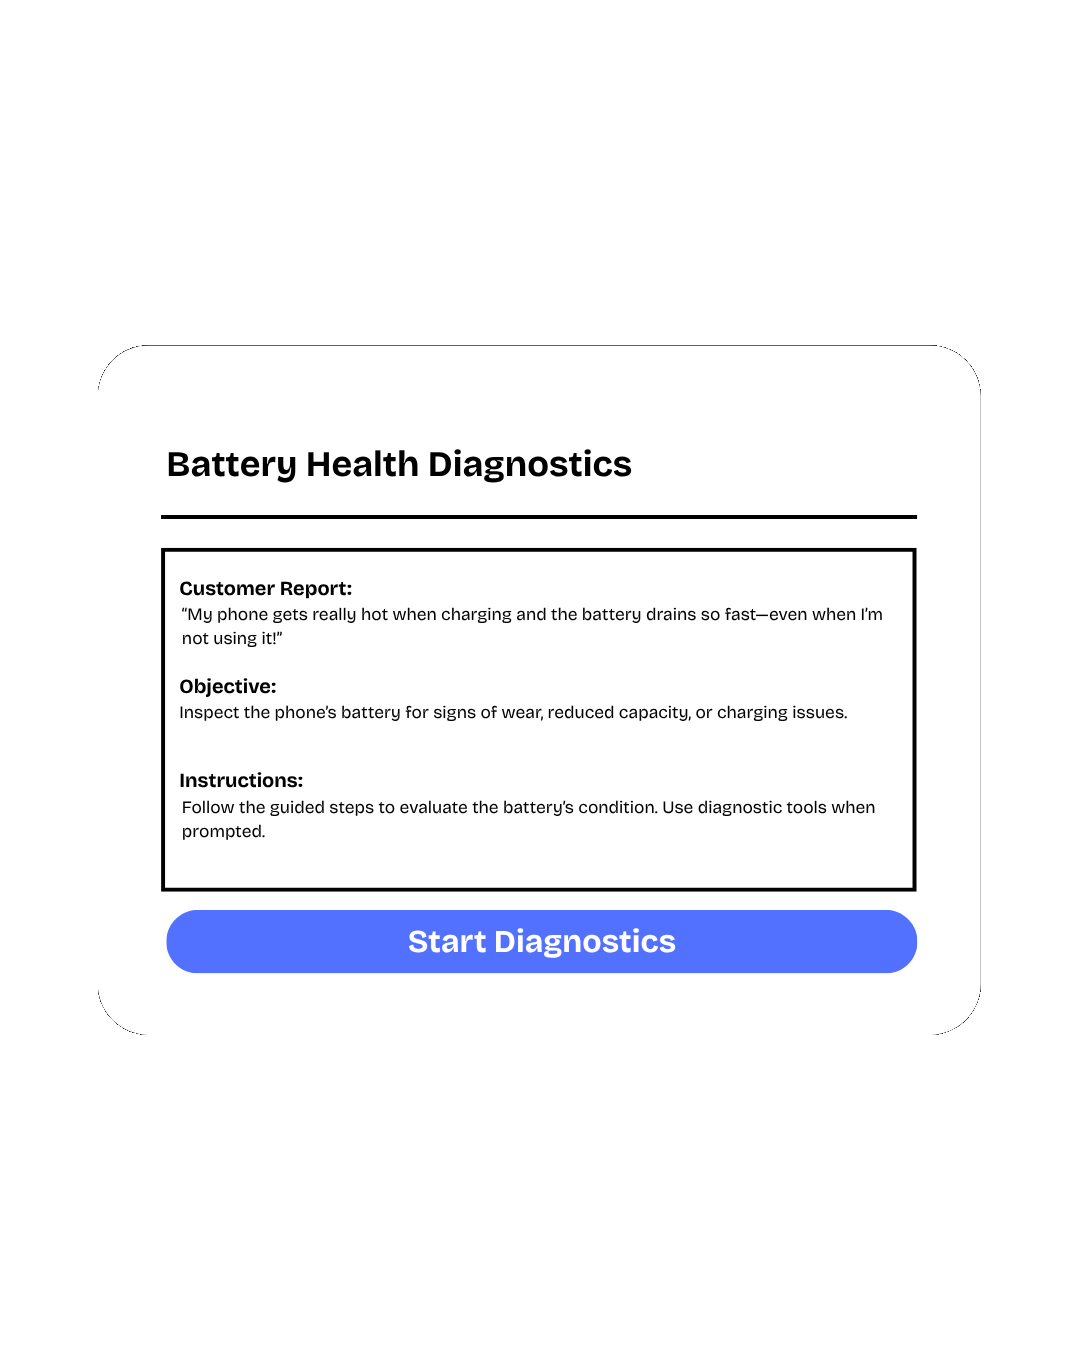 Battery Health Diagnostics
Customer Report:
“My phone gets really hot when charging and the battery drains so fast—even when I’m
not using it!”
Objective:
Inspect the phone’s battery for signs of wear, reduced capacity, or charging issues.
Instructions:
Follow the guided steps to evaluate the battery’s condition. Use diagnostic tools when
prompted.
Start Diagnostics